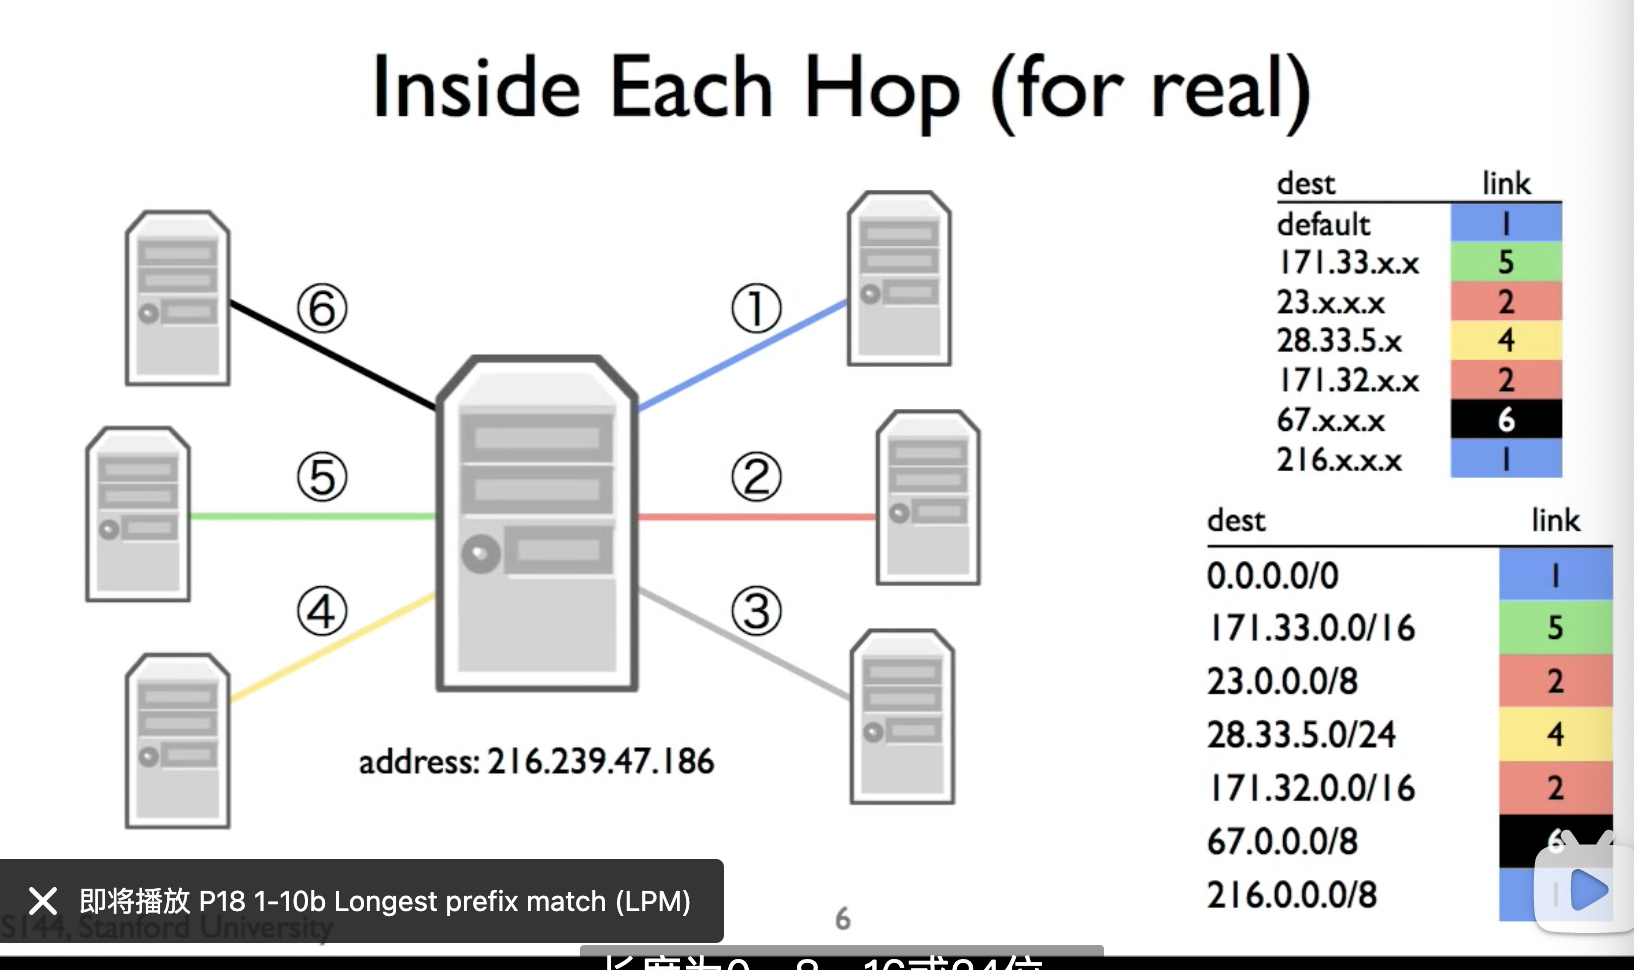 Inside Each Hop (for real)
dest link
default 1
171.33.x.x 5
23.x.x.x 2
28.33.5.x 4
171.32.x.x 2
67.x.x.x 6
216.x.x.x 1
⑥
①
⑤
②
④
③
dest link
0.0.0.0/0 1
171.33.0.0/16 5
23.0.0.0/8 2
28.33.5.0/24 4
171.32.0.0/16 2
67.0.0.0/8 6
216.0.0.0/8 1
address: 216.239.47.186
即将播放 P18 1-10b Longest prefix match (LPM)
S144, Stanford University
6